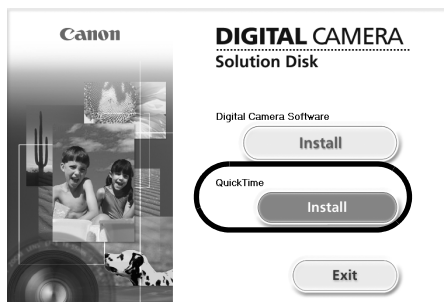 Canon
DIGITAL CAMERA
Solution Disk
Digital Camera Software
Install
QuickTime
Install
Exit